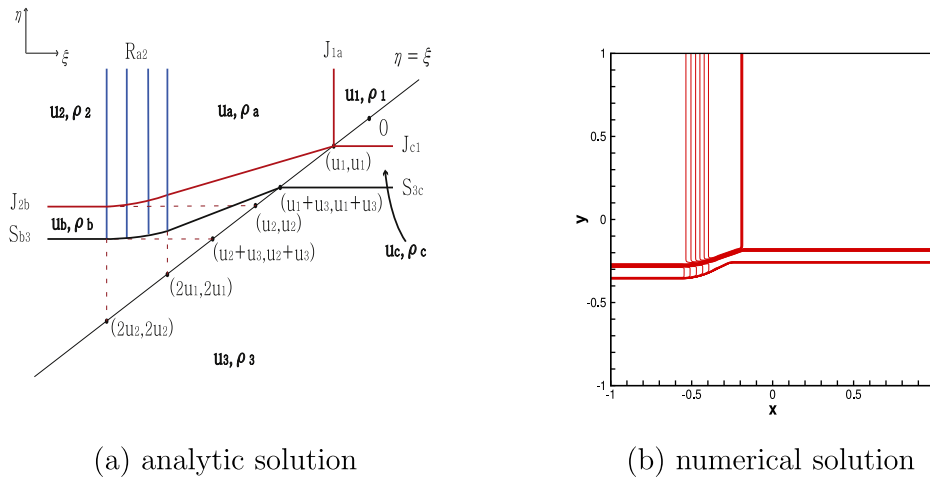 η
ξ
Ra2
J1a
η = ξ
u2, ρ 2
ua, ρ a
u1, ρ 1
0
(u1, u1)
Jc1
J2b
S3c
(u1+u3, u1+u3)
ub, ρ b
(u2, u2)
Sb3
(u2+u3, u2+u3)
uc, ρ c
(2u1, 2u1)
(2u2, 2u2)
u3, ρ 3
1
0.5
0
-0.5
-1
y
-1
-0.5
0
0.5
x
(a) analytic solution
(b) numerical solution